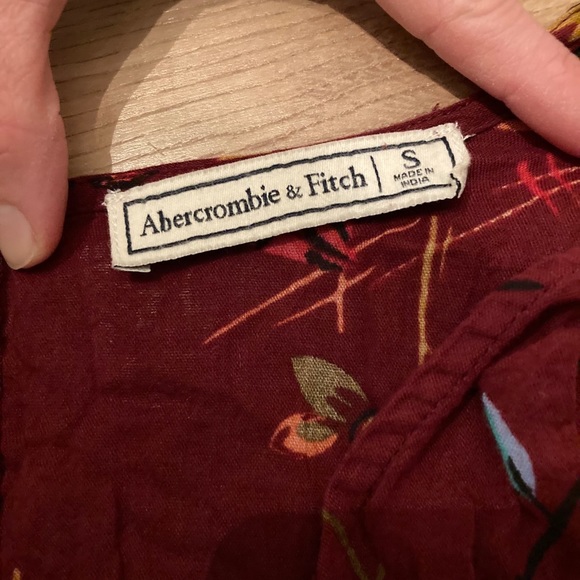 Abercrombie & Fitch
S
MADE IN
INDIA